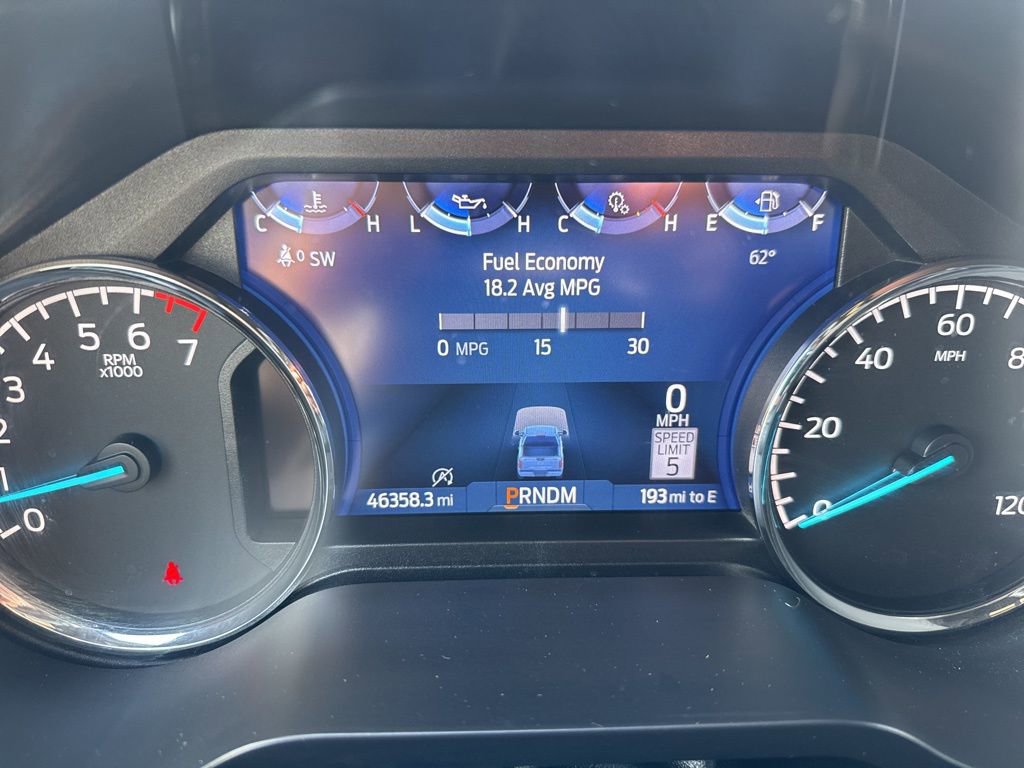 C H L H C H E F
0 SW
62°
Fuel Economy
18.2 Avg MPG
0 MPG 15 30
0
MPH
SPEED
LIMIT
5
46358.3 mi
PRNDM
193 mi to E
0 1 2 3 4 5 6 7
RPM
x1000
0 20 40 60 8 120
MPH